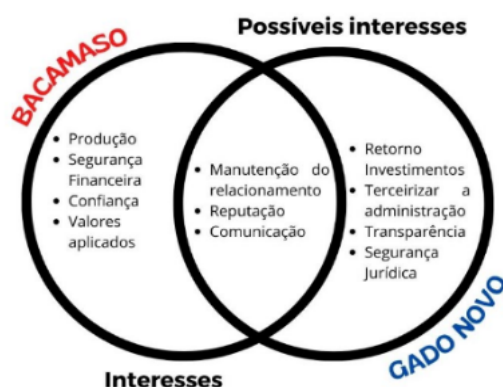 Possíveis interesses
BACAMASO
• Produção
• Segurança
Financeira
• Confiança
• Valores
aplicados
• Manutenção do
relacionamento
• Reputação
• Comunicação
• Retorno
Investimentos
• Terceirizar a
administração
• Transparência
• Segurança
Jurídica
GADO NOVO
Interesses